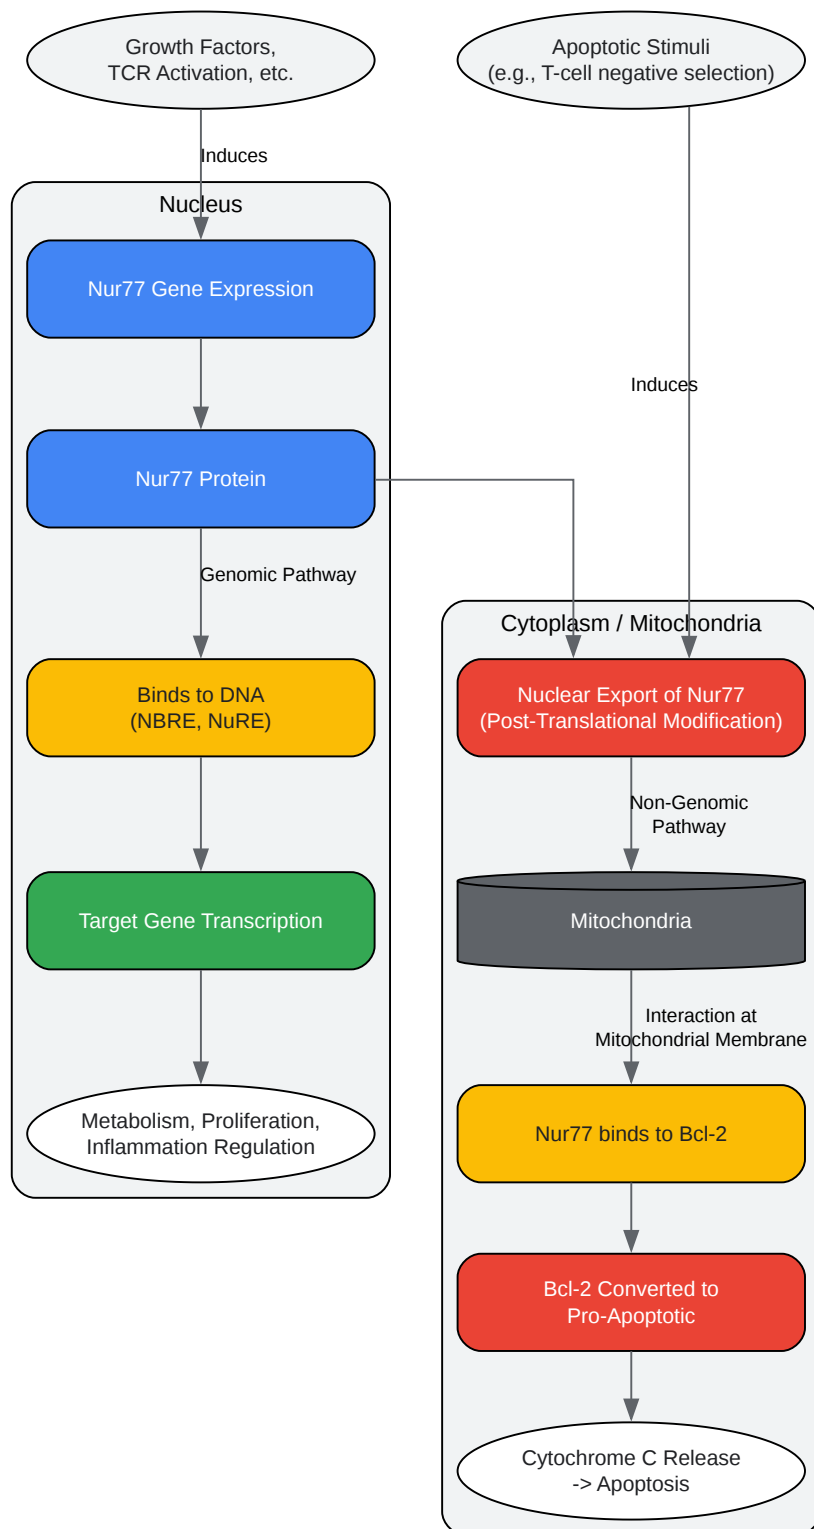 Growth Factors,
TCR Activation, etc.
Apoptotic Stimuli
(e.g., T-cell negative selection)
Induces
Nucleus
Nur77 Gene Expression
Induces
Nur77 Protein
Genomic Pathway
Cytoplasm / Mitochondria
Binds to DNA
(NBRE, NuRE)
Nuclear Export of Nur77
(Post-Translational Modification)
Non-Genomic
Pathway
Target Gene Transcription
Mitochondria
Interaction at
Mitochondrial Membrane
Metabolism, Proliferation,
Inflammation Regulation
Nur77 binds to Bcl-2
Bcl-2 Converted to
Pro-Apoptotic
Cytochrome C Release
-> Apoptosis